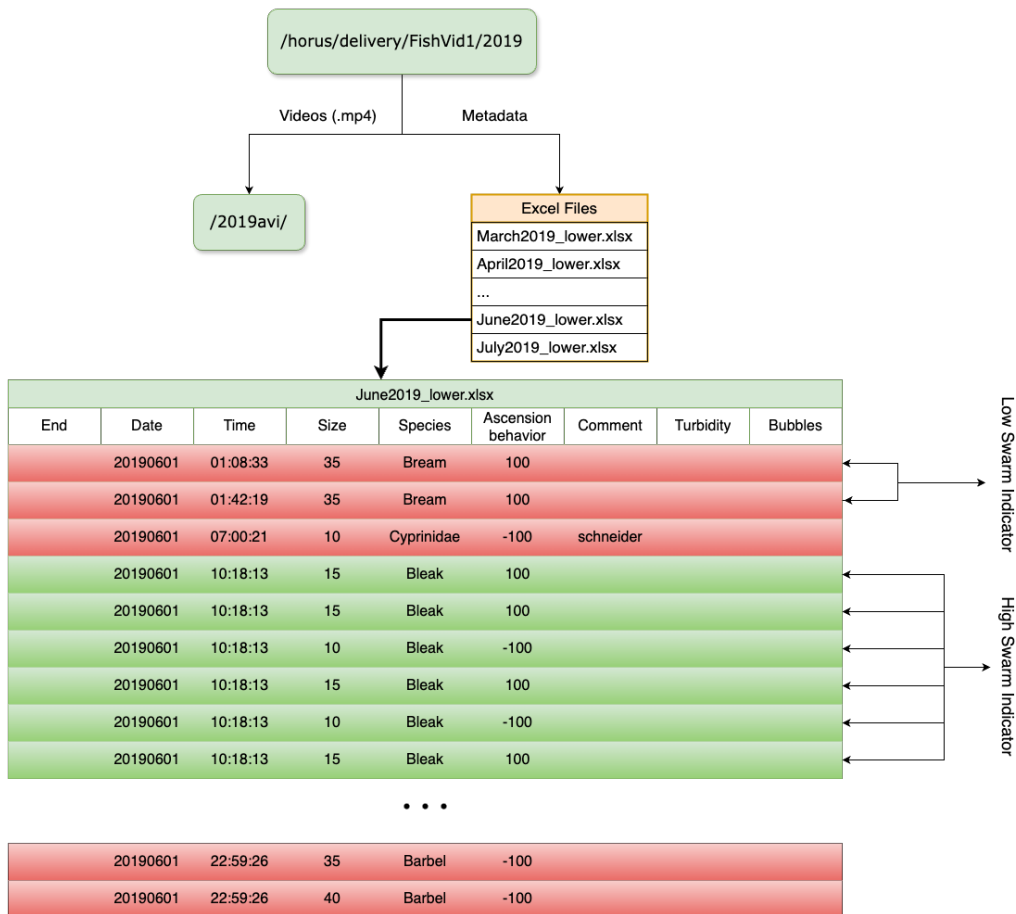 /horus/delivery/FishVid1/2019
Videos (.mp4)
Metadata
/2019avi/
Excel Files
March2019_lower.xlsx
April2019_lower.xlsx
...
June2019_lower.xlsx
July2019_lower.xlsx
June2019_lower.xlsx
End Date Time Size Species Ascension behavior Comment Turbidity Bubbles
20190601 01:08:33 35 Bream 100
20190601 01:42:19 35 Bream 100
20190601 07:00:21 10 Cyprinidae -100 schneider
20190601 10:18:13 15 Bleak 100
20190601 10:18:13 15 Bleak 100
20190601 10:18:13 10 Bleak -100
20190601 10:18:13 15 Bleak 100
20190601 10:18:13 10 Bleak -100
20190601 10:18:13 15 Bleak 100
. . .
20190601 22:59:26 35 Barbel -100
20190601 22:59:26 40 Barbel -100
Low Swarm Indicator
High Swarm Indicator